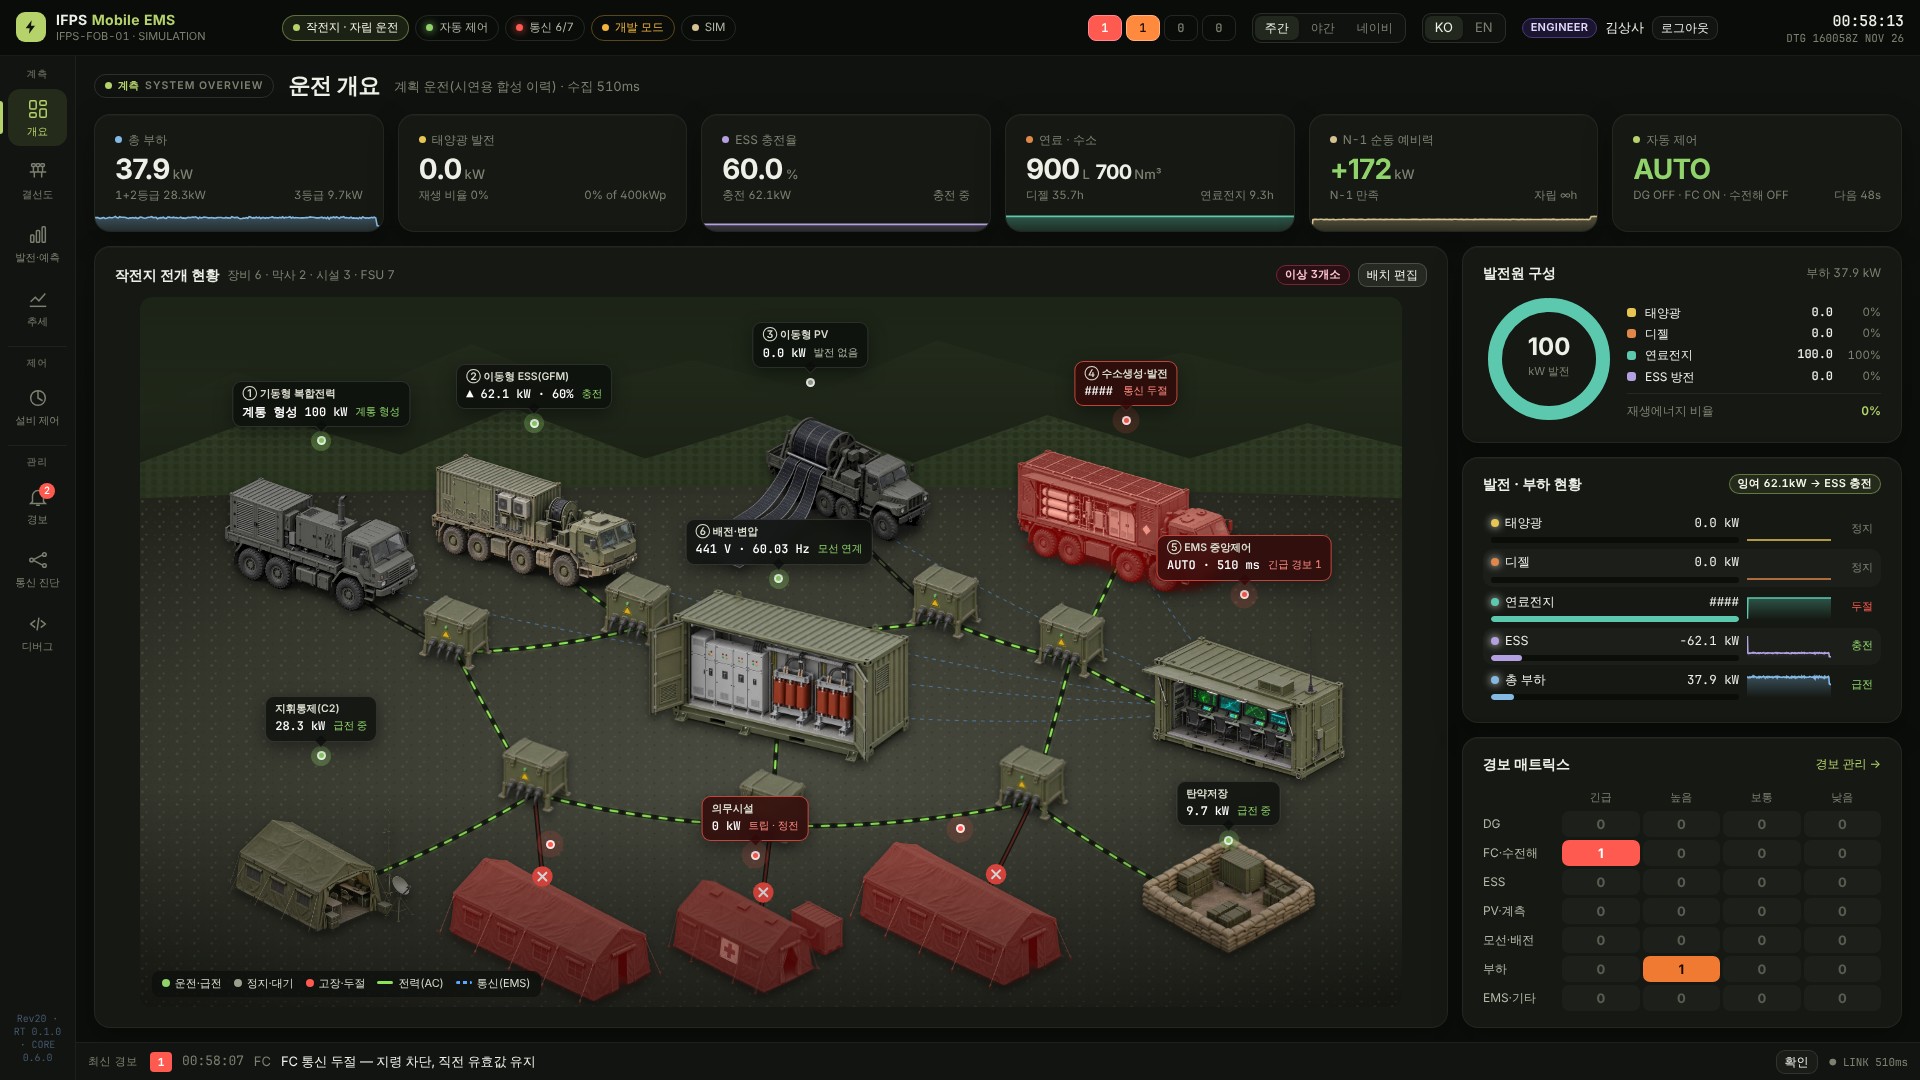 IFPS Mobile EMS
IFPS-FOB-01 · SIMULATION
작전지 · 자립 운전
자동 제어
통신 6/7
개발 모드
SIM
1 1 0 0
주간 야간 네이비
KO EN
ENGINEER 김상사 로그아웃
00:58:13
DTG 160058Z NOV 26
계측
개요
결선도
발전·예측
추세
제어
설비 제어
관리
2
경보
통신 진단
디버그
Rev20 ·
RT 0.1.0
· CORE
0.6.0
계측 SYSTEM OVERVIEW
운전 개요
계획 운전(시연용 합성 이력) · 수집 510ms
총 부하
37.9 kW
1+2등급 28.3kW 3등급 9.7kW
태양광 발전
0.0 kW
재생 비율 0% 0% of 400kWp
ESS 충전율
60.0 %
충전 62.1kW 충전 중
연료 · 수소
900 L 700 Nm³
디젤 35.7h 연료전지 9.3h
N-1 순동 예비력
+172 kW
N-1 만족 자립 ∞h
자동 제어
AUTO
DG OFF · FC ON · 수전해 OFF 다음 48s
작전지 전개 현황 장비 6 · 막사 2 · 시설 3 · FSU 7
이상 3개소 배치 편집
③ 이동형 PV
0.0 kW 발전 없음
② 이동형 ESS(GFM)
▲ 62.1 kW · 60% 충전
④ 수소생성·발전
#### 통신 두절
① 기동형 복합전력
계통 형성 100 kW 계통 형성
⑥ 배전·변압
441 V · 60.03 Hz 모선 연계
⑤ EMS 중앙제어
AUTO · 510 ms 긴급 경보 1
지휘통제(C2)
28.3 kW 급전 중
탄약저장
9.7 kW 급전 중
의무시설
0 kW 트립 · 정전
운전·급전 정지·대기 고장·두절 전력(AC) 통신(EMS)
발전원 구성 부하 37.9 kW
100
kW 발전
태양광 0.0 0%
디젤 0.0 0%
연료전지 100.0 100%
ESS 방전 0.0 0%
재생에너지 비율 0%
발전 · 부하 현황 잉여 62.1kW → ESS 충전
태양광 0.0 kW 정지
디젤 0.0 kW 정지
연료전지 #### 두절
ESS -62.1 kW 충전
총 부하 37.9 kW 급전
경보 매트릭스 경보 관리 →
긴급 높음 보통 낮음
DG 0 0 0 0
FC·수전해 1 0 0 0
ESS 0 0 0 0
PV·계측 0 0 0 0
모선·배전 0 0 0 0
부하 0 1 0 0
EMS·기타 0 0 0 0
최신 경보 1 00:58:07 FC FC 통신 두절 — 지령 차단, 직전 유효값 유지
확인 LINK 510ms